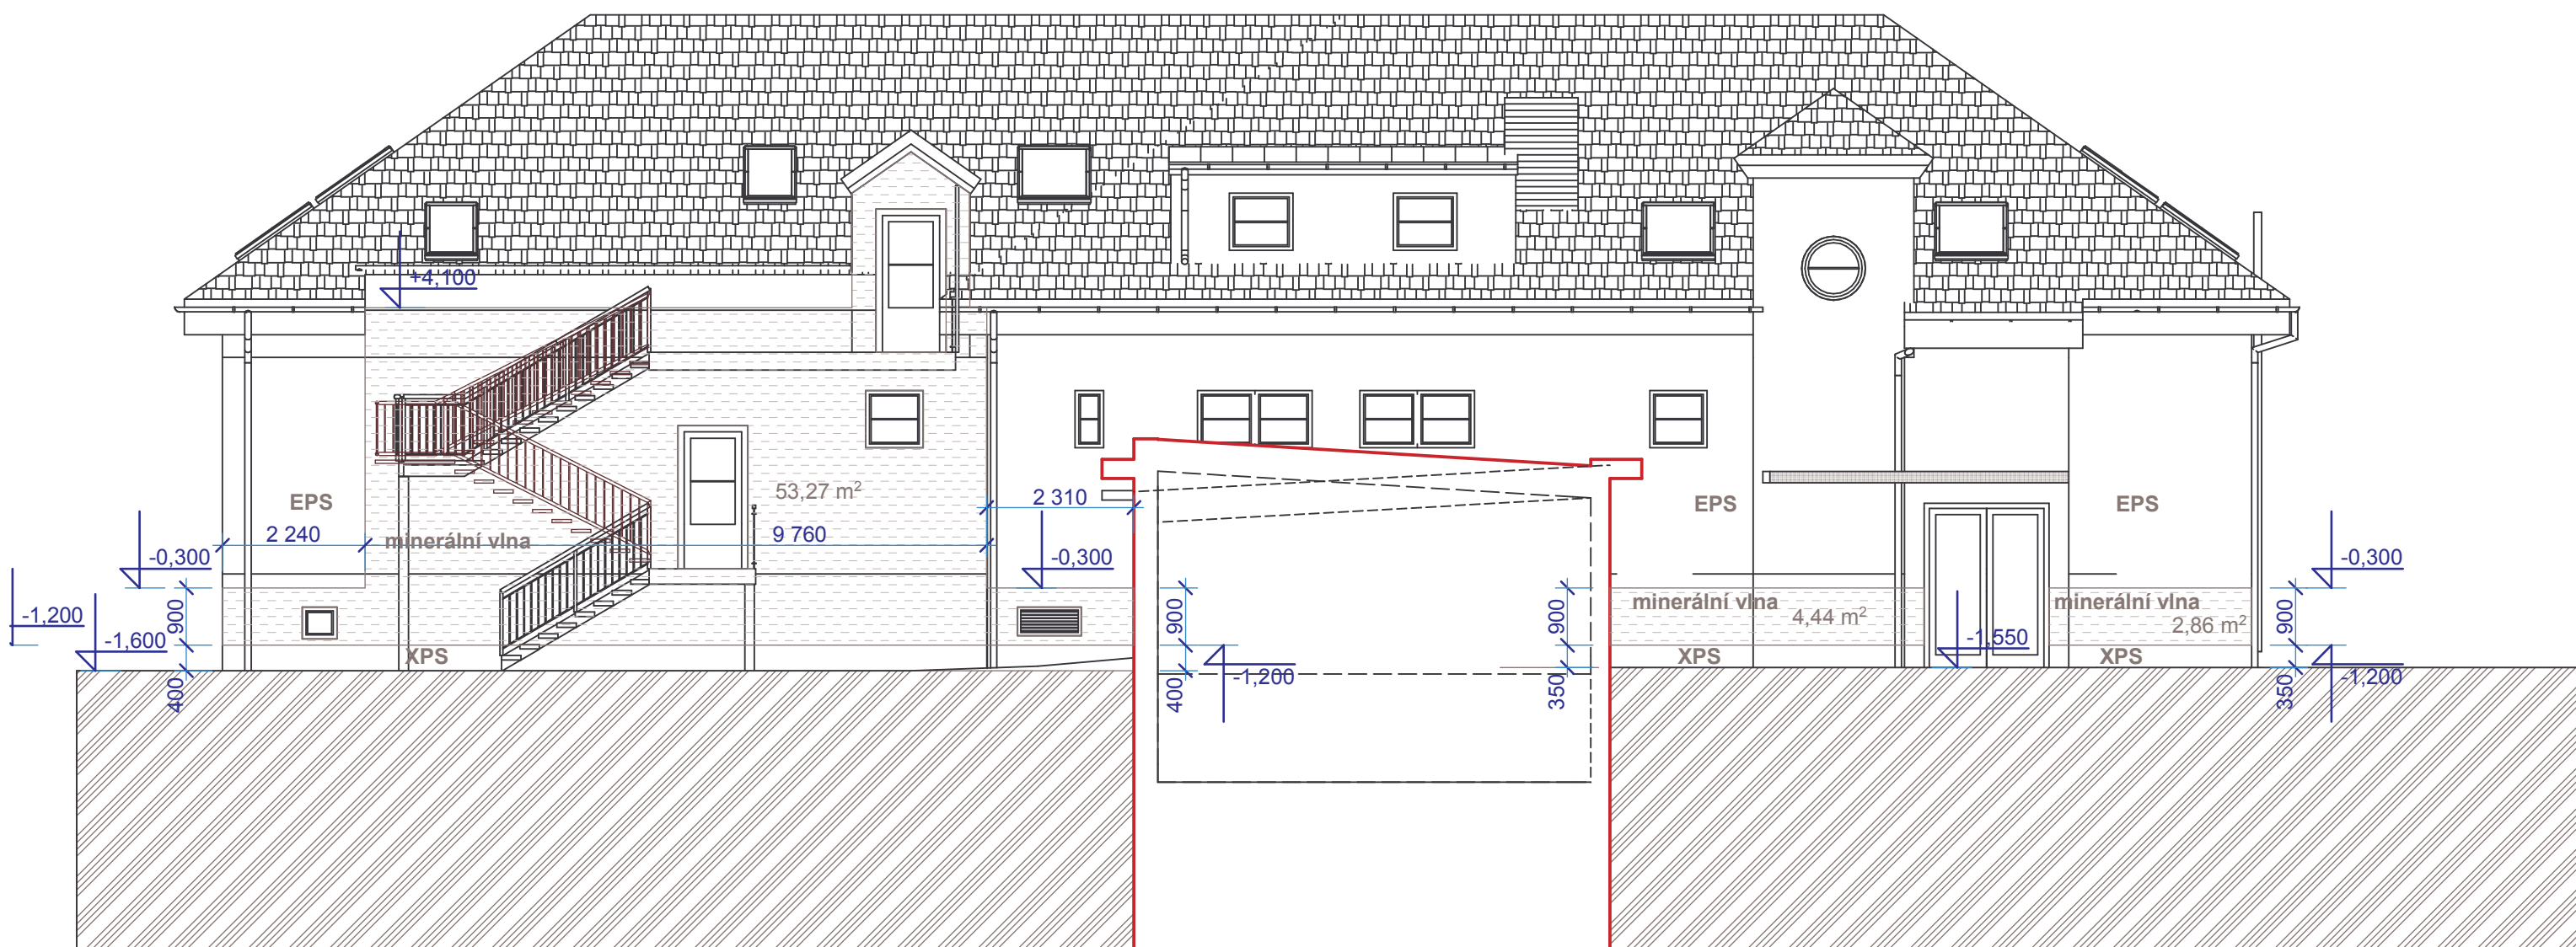 +4,100
EPS
53,27 m²
2 310
EPS
EPS
2 240
minerální vlna
9 760
-0,300
-0,300
-0,300
-1,200
-1,600
900
900
900
minerální vlna
4,44 m²
minerální vlna
2,86 m²
900
-1,550
XPS
XPS
XPS
400
400
-1,200
350
350
-1,200